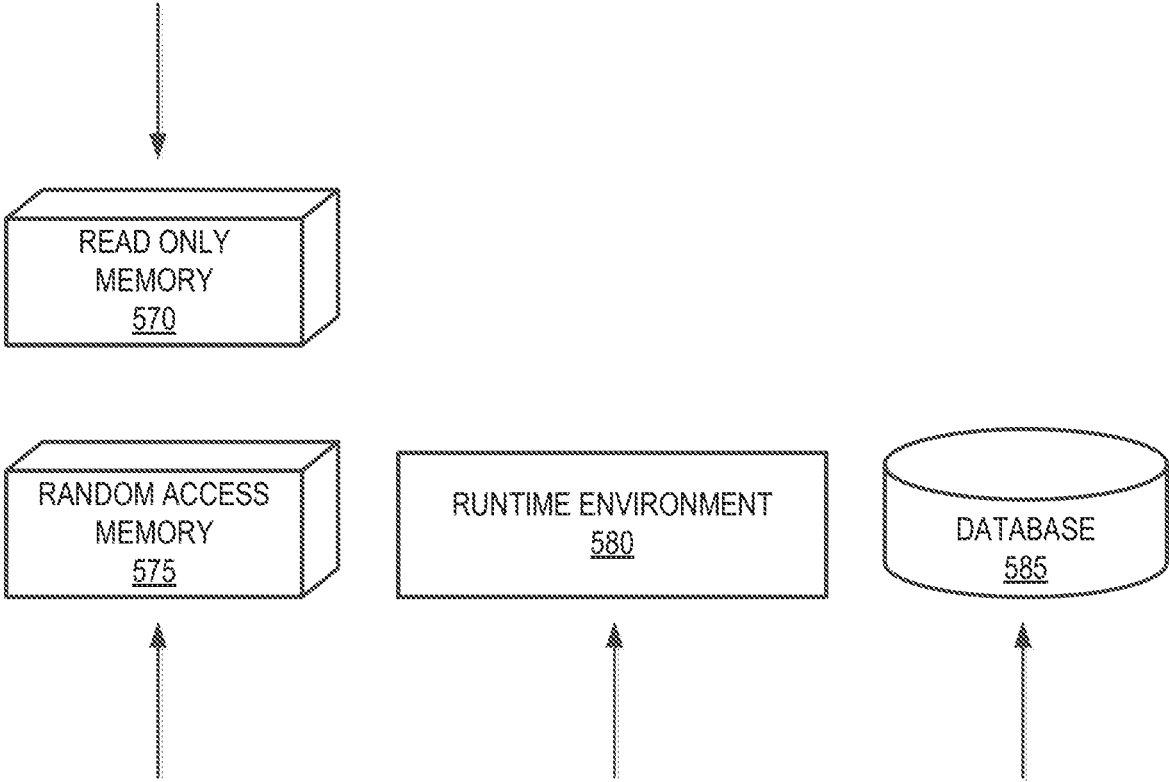 READ ONLY
MEMORY
570
RANDOM ACCESS
MEMORY
575
RUNTIME ENVIRONMENT
580
DATABASE
585